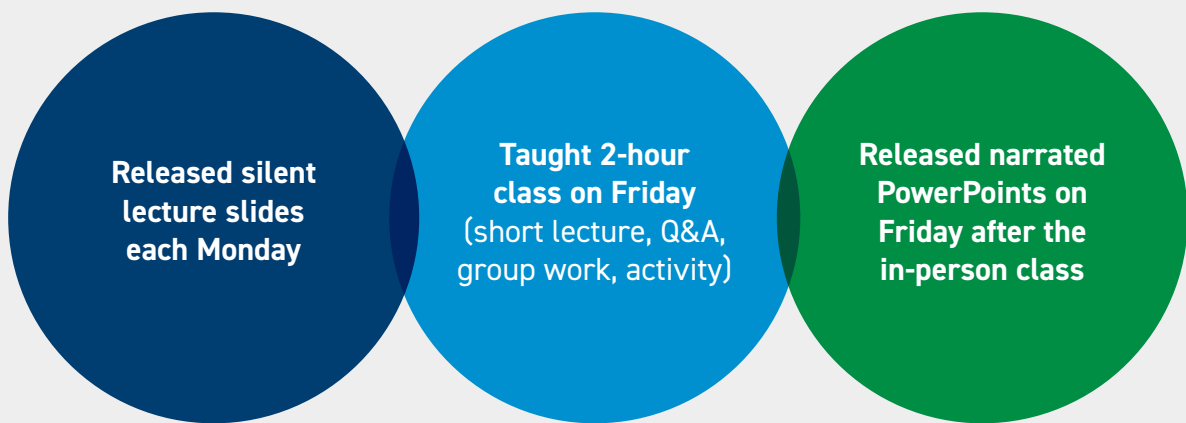 Released silent
lecture slides
each Monday
Taught 2-hour
class on Friday
(short lecture, Q&A,
group work, activity)
Released narrated
PowerPoints on
Friday after the
in-person class